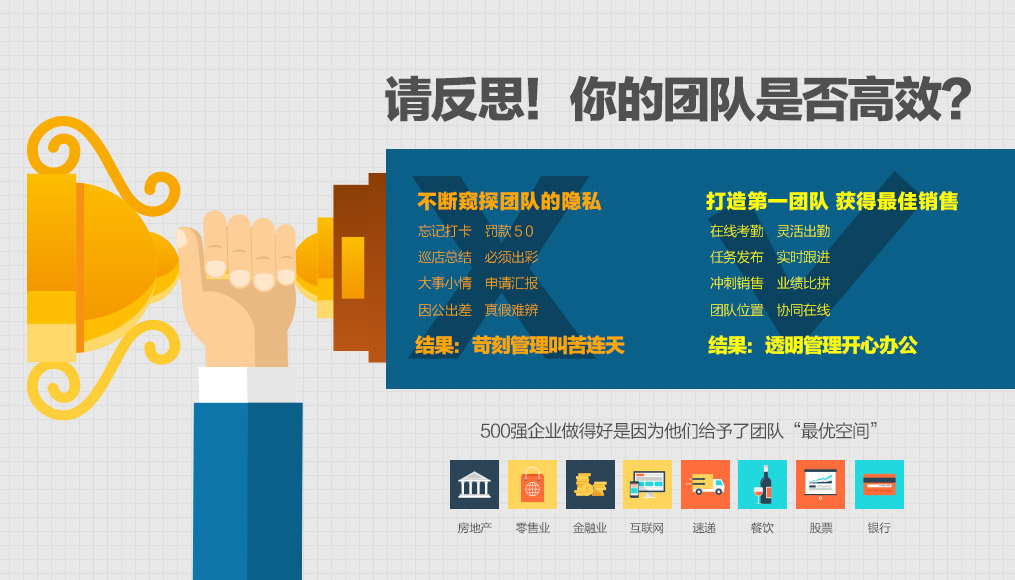 请反思！你的团队是否高效？
不断窥探团队的隐私
忘记打卡 罚款50
巡店总结 必须出彩
大事小情 申请汇报
因公出差 真假难辨
结果：苛刻管理叫苦连天
打造第一团队 获得最佳销售
在线考勤 灵活出勤
任务发布 实时跟进
冲刺销售 业绩比拼
团队位置 协同在线
结果：透明管理开心办公
500强企业做得好是因为他们给予了团队“最优空间”
房地产 零售业 金融业 互联网 速递 餐饮 股票 银行